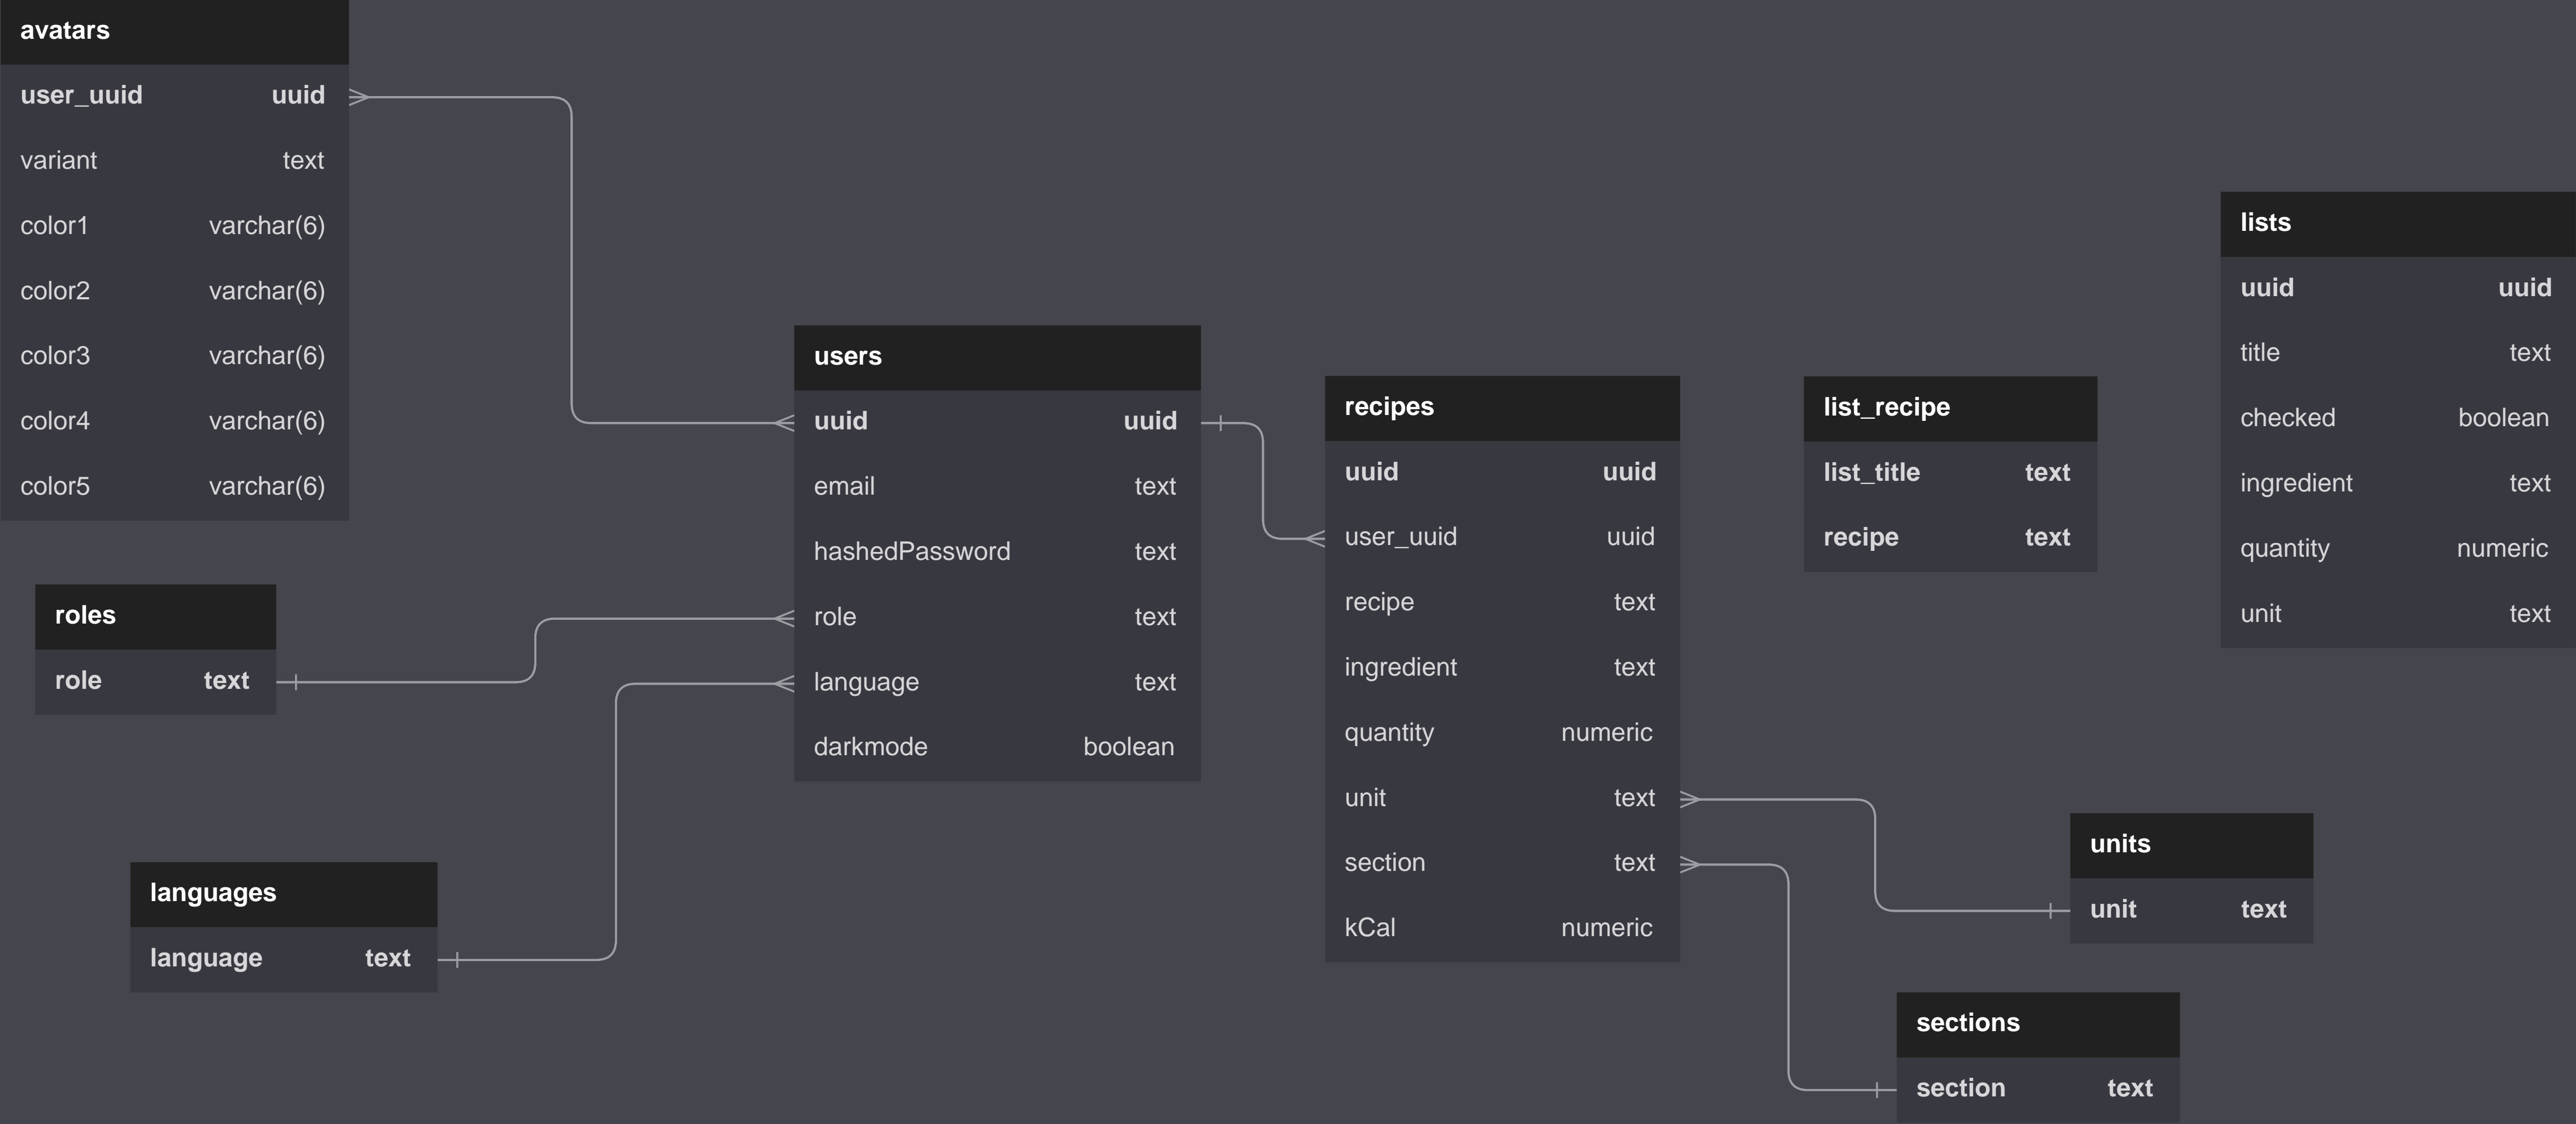 avatars
user_uuid uuid
variant text
color1 varchar(6)
color2 varchar(6)
color3 varchar(6)
color4 varchar(6)
color5 varchar(6)
roles
role text
languages
language text
users
uuid uuid
email text
hashedPassword text
role text
language text
darkmode boolean
recipes
uuid uuid
user_uuid uuid
recipe text
ingredient text
quantity numeric
unit text
section text
kCal numeric
list_recipe
list_title text
recipe text
lists
uuid uuid
title text
checked boolean
ingredient text
quantity numeric
unit text
units
unit text
sections
section text